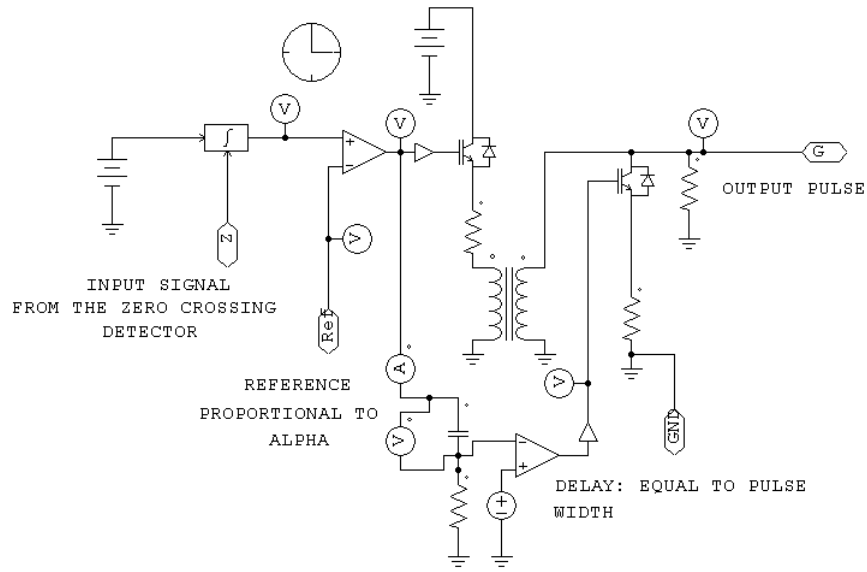 V
V
V
+
-
G
OUTPUT PULSE
Z
V
INPUT SIGNAL
FROM THE ZERO CROSSING
DETECTOR
Ref
REFERENCE
PROPORTIONAL TO
ALPHA
A
V
V
GND
-
+
DELAY: EQUAL TO PULSE
WIDTH